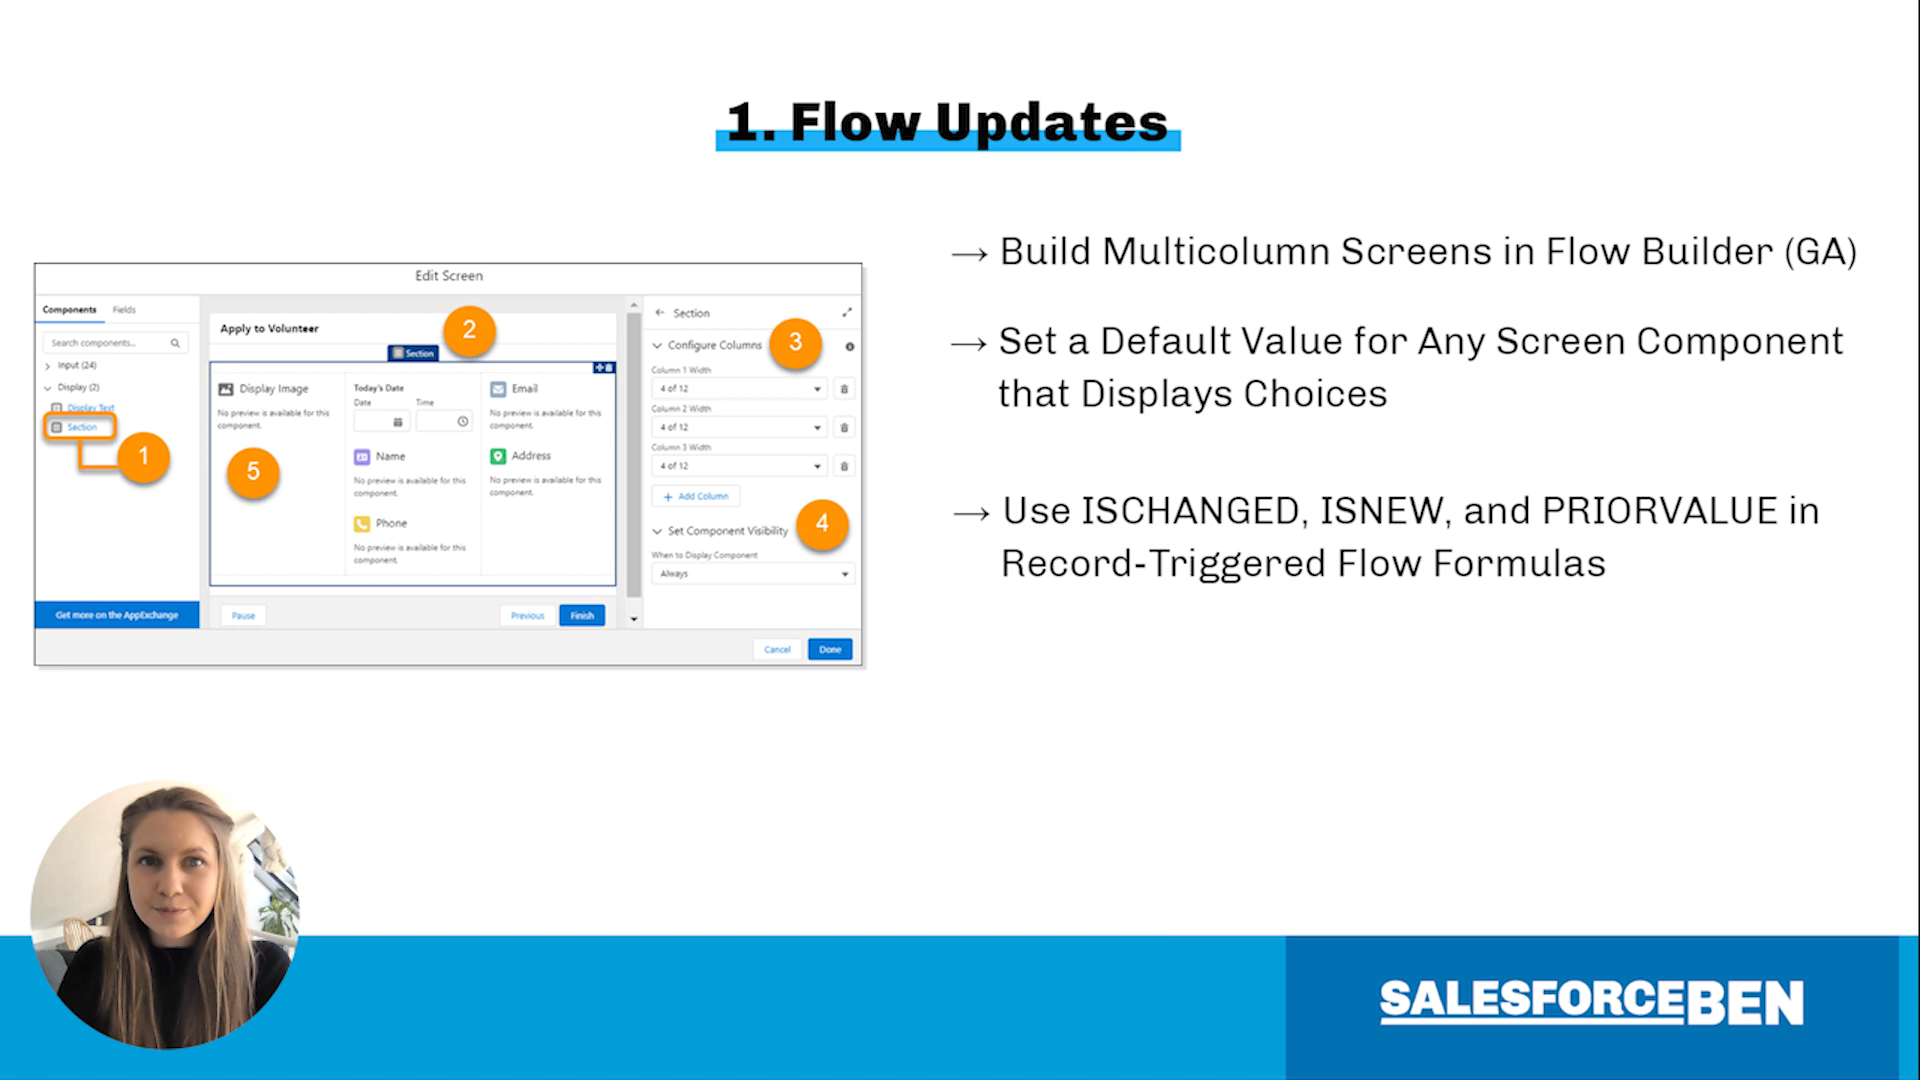 1. Flow Updates
→ Build Multicolumn Screens in Flow Builder (GA)
→ Set a Default Value for Any Screen Component
that Displays Choices
→ Use ISCHANGED, ISNEW, and PRIORVALUE in
Record-Triggered Flow Formulas
Edit Screen
Components Fields
Search components...
Input (24)
Display (2)
Display Text
Section
1
Get more on the AppExchange
Apply to Volunteer
2
Section
Display Image
No preview is available for this
component.
5
Today's Date
Date Time
Name
No preview is available for this
component.
Phone
No preview is available for this
component.
Email
No preview is available for this
component.
Address
No preview is available for this
component.
Pause
Previous
Finish
Section
Configure Columns
3
Column 1 Width
4 of 12
Column 2 Width
4 of 12
Column 3 Width
4 of 12
+ Add Column
Set Component Visibility
4
When to Display Component
Always
Cancel
Done
SALESFORCEBEN